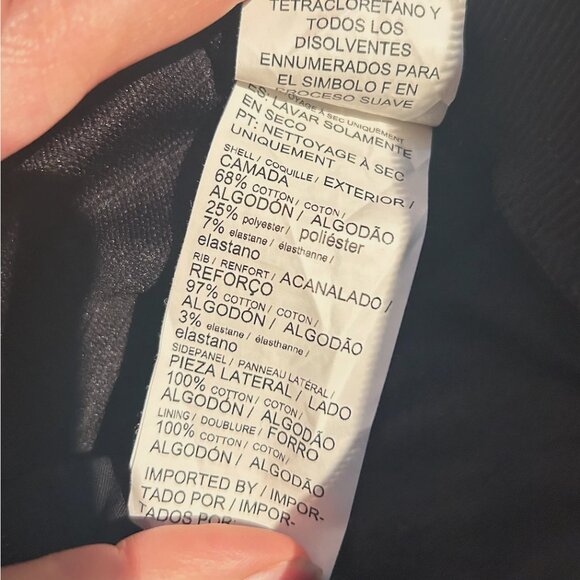 TETRACLORETANO Y
TODOS LOS
DISOLVENTES
ENNUMERADOS PARA
EL SIMBOLO F EN
PROCESO SUAVE
UNIQUEMENT
ES: LAVAR SOLAMENTE
EN SECO
PT: NETTOYAGE À SEC
UNIQUEMENT
SHELL / COQUILLE / EXTERIOR /
CAMADA
68% COTTON / COTON /
ALGODÓN / ALGODÃO
25% polyester / poliéster
7% elastane / élasthanne /
elastano
RIB / RENFORT / ACANALADO /
REFORÇO
97% COTTON / COTON /
ALGODÓN / ALGODÃO
3% elastane / élasthanne /
elastano
SIDEPANEL / PANNEAU LATÉRAL /
PIEZA LATERAL / LADO
100% COTTON / COTON /
ALGODÓN / ALGODÃO
LINING / DOUBLURE / FORRO
100% COTTON / COTON /
ALGODÓN / ALGODÃO
IMPORTED BY / IMPOR-
TADO POR / IMPOR-
TADOS POR: